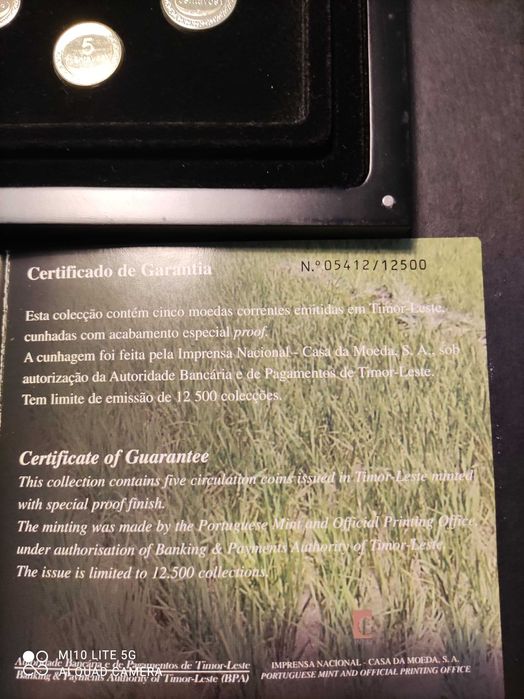 5
CENTAVOS
Certificado de Garantia
N.º 05412/12500
Esta colecção contém cinco moedas correntes emitidas em Timor-Leste,
cunhadas com acabamento especial proof.
A cunhagem foi feita pela Imprensa Nacional - Casa da Moeda, S. A., sob
autorização da Autoridade Bancária e de Pagamentos de Timor-Leste.
Tem limite de emissão de 12 500 colecções.
Certificate of Guarantee
This collection contains five circulation coins issued in Timor-Leste minted
with special proof finish.
The minting was made by the Portuguese Mint and Official Printing Office,
under authorisation of Banking & Payments Authority of Timor-Leste.
The issue is limited to 12.500 collections.
Autoridade Bancária e de Pagamentos de Timor-Leste
Banking & Payments Authority of Timor-Leste (BPA)
IMPRENSA NACIONAL - CASA DA MOEDA, S. A.
PORTUGUESE MINT AND OFFICIAL PRINTING OFFICE
MI 10 LITE 5G
AI QUAD CAMERA